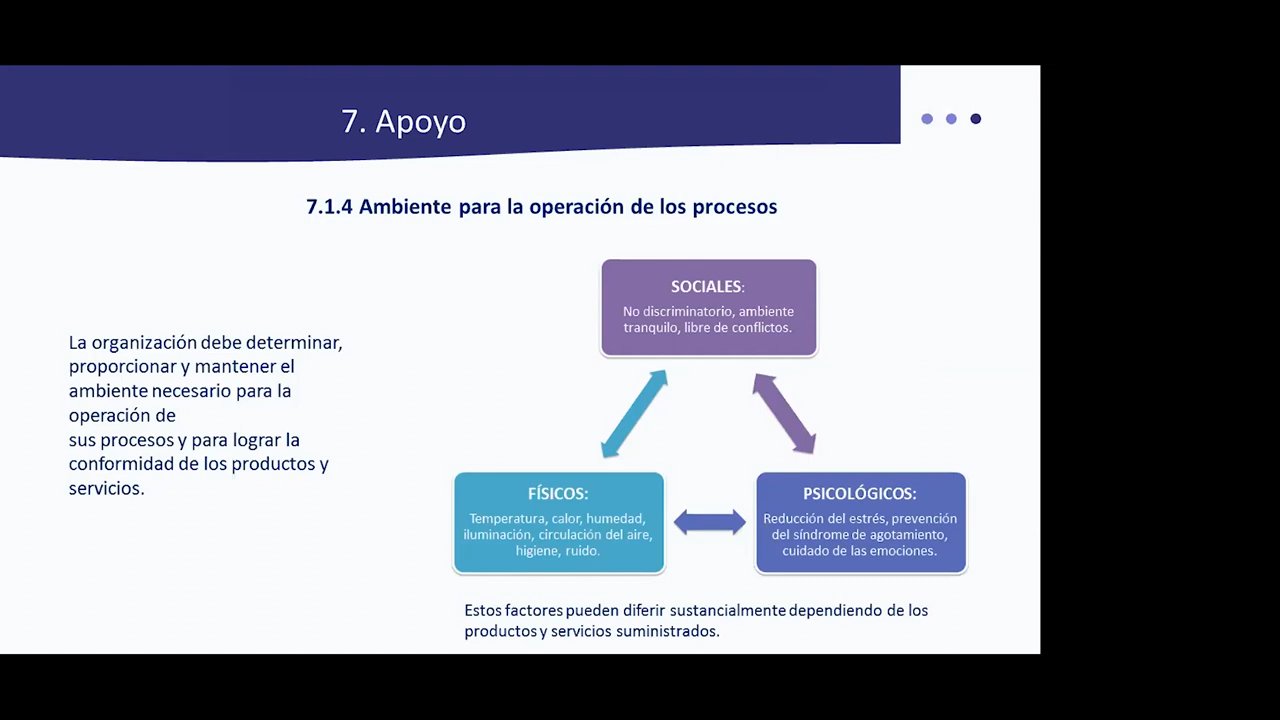 7. Apoyo
7.1.4 Ambiente para la operación de los procesos
La organización debe determinar,
proporcionar y mantener el
ambiente necesario para la
operación de
sus procesos y para lograr la
conformidad de los productos y
servicios.
SOCIALES:
No discriminatorio, ambiente
tranquilo, libre de conflictos.
FÍSICOS:
Temperatura, calor, humedad,
iluminación, circulación del aire,
higiene, ruido.
PSICOLÓGICOS:
Reducción del estrés, prevención
del síndrome de agotamiento,
cuidado de las emociones.
Estos factores pueden diferir sustancialmente dependiendo de los
productos y servicios suministrados.